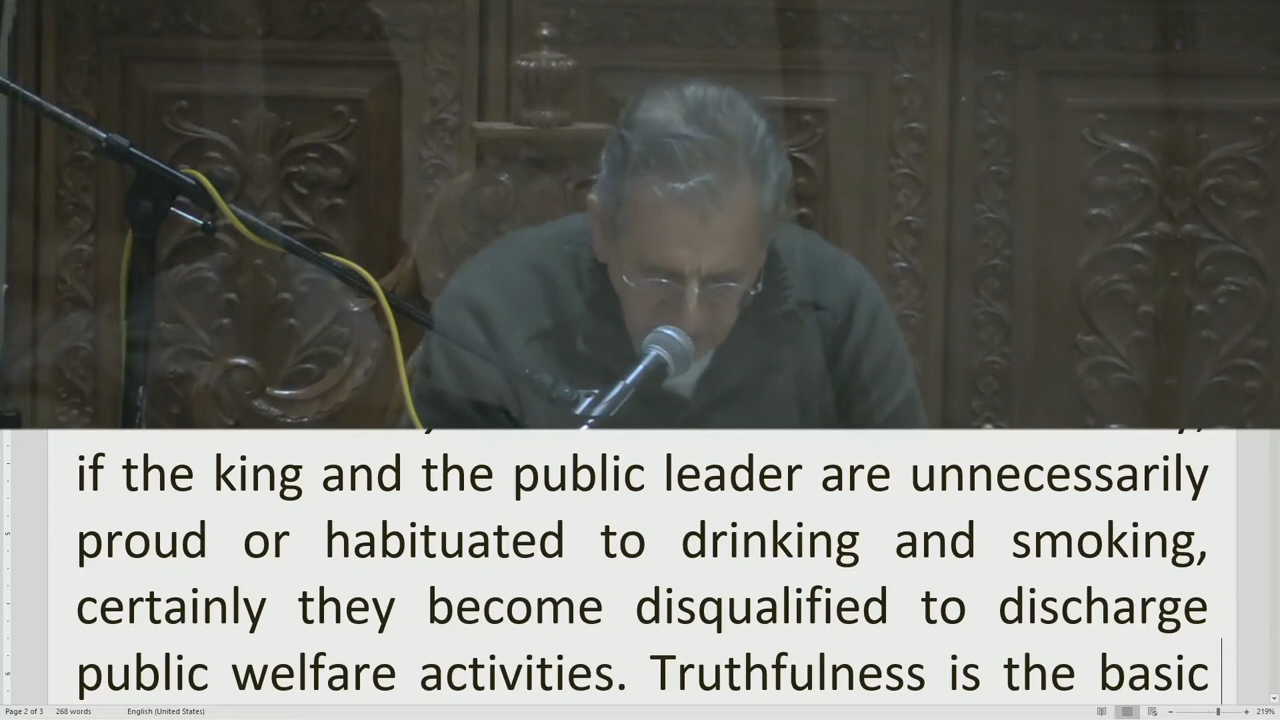 if the king and the public leader are unnecessarily
proud or habituated to drinking and smoking,
certainly they become disqualified to discharge
public welfare activities. Truthfulness is the basic
Page 2 of 3 268 words English (United States) 219%